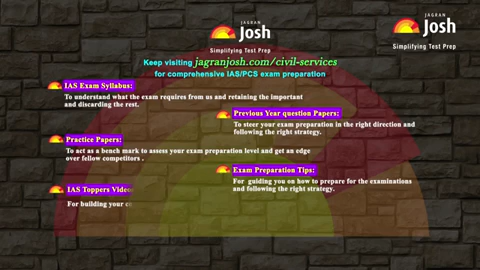 JAGRAN
Josh
Simplifying Test Prep
JAGRAN
Josh
Simplifying Test Prep
Keep visiting jagranjosh.com/civil-services
for comprehensive IAS/PCS exam preparation
IAS Exam Syllabus:
To understand what the exam requires from us and retaining the important
and discarding the rest.
Previous Year question Papers:
To steer your exam preparation in the right direction and
following the right strategy.
Practice Papers:
To act as a bench mark to assess your exam preparation level and get an edge
over fellow competitors .
Exam Preparation Tips:
For guiding you on how to prepare for the examinations
and following the right strategy.
IAS Toppers Video
For building your